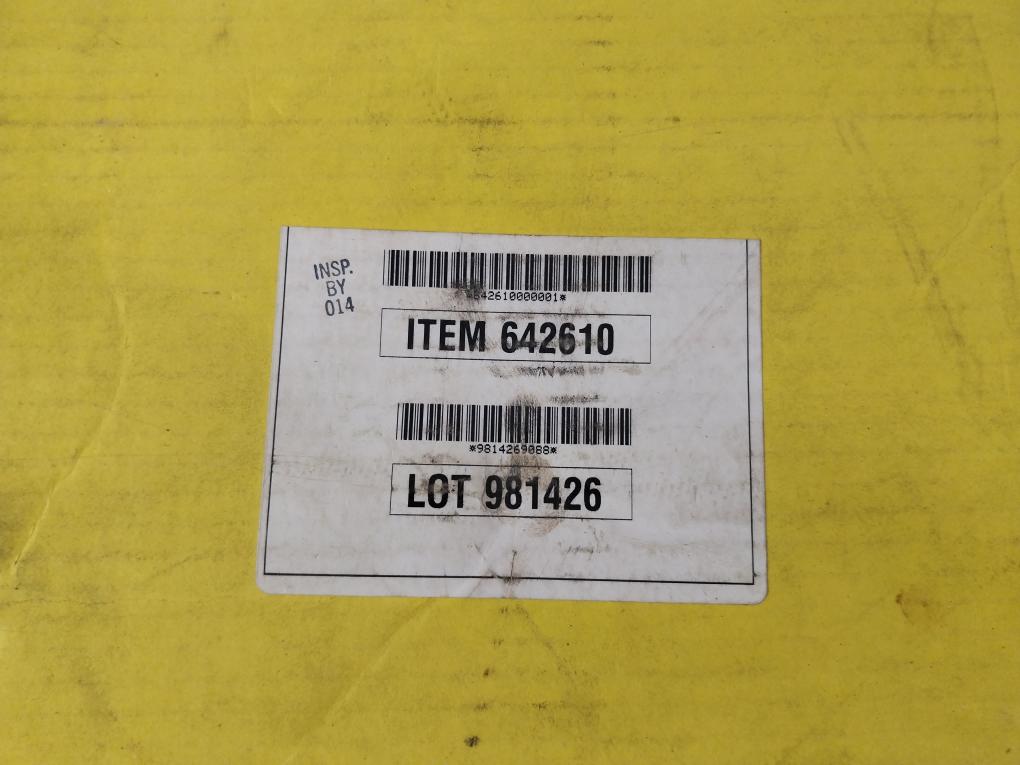 INSP.
BY
014
*642610000001*
ITEM 642610
*9814269088*
LOT 981426